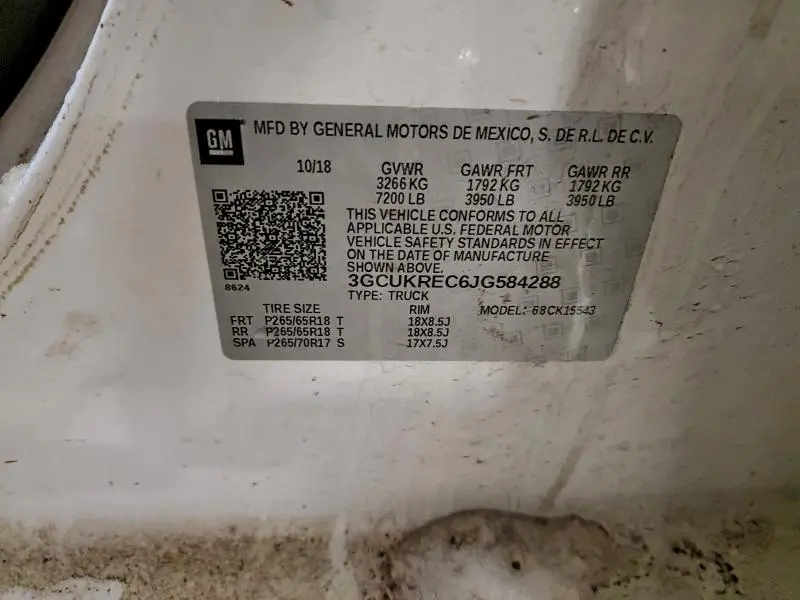 GM MFD BY GENERAL MOTORS DE MEXICO, S. DE R.L. DE C.V.
10/18 GVWR GAWR FRT GAWR RR
3266 KG 1792 KG 1792 KG
7200 LB 3950 LB 3950 LB
THIS VEHICLE CONFORMS TO ALL
APPLICABLE U.S. FEDERAL MOTOR
VEHICLE SAFETY STANDARDS IN EFFECT
ON THE DATE OF MANUFACTURE
SHOWN ABOVE.
3GCUKREC6JG584288
8624
TYPE: TRUCK
TIRE SIZE RIM MODEL: 68CK15543
FRT P265/65R18 T 18X8.5J
RR P265/65R18 T 18X8.5J
SPA P265/70R17 S 17X7.5J